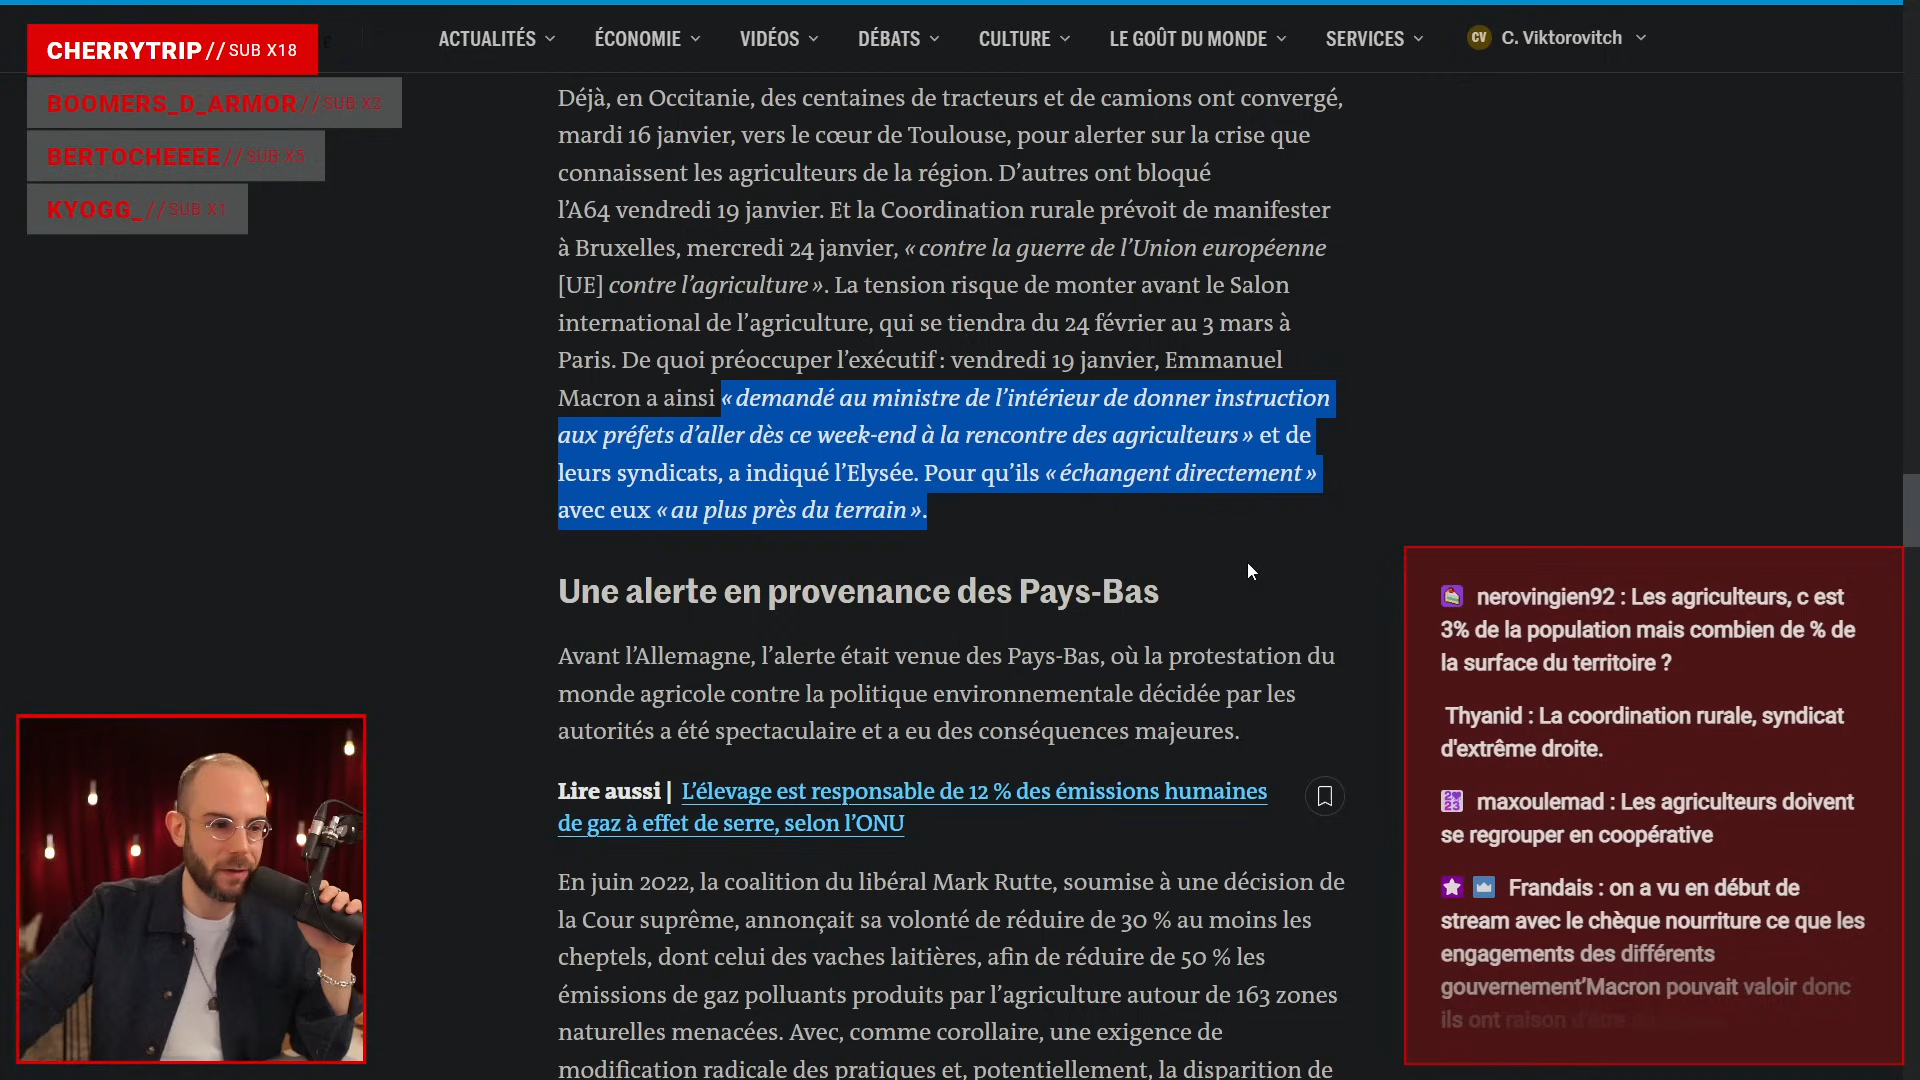 CHERRYTRIP // SUB X18
BOOMERS_D_ARMOR // SUB X2
BERTOCHEEEE // SUB X5
KYOGG_ // SUB X1
ACTUALITÉS
ÉCONOMIE
VIDÉOS
DÉBATS
CULTURE
LE GOÛT DU MONDE
SERVICES
CV C. Viktorovitch
Déjà, en Occitanie, des centaines de tracteurs et de camions ont convergé,
mardi 16 janvier, vers le cœur de Toulouse, pour alerter sur la crise que
connaissent les agriculteurs de la région. D’autres ont bloqué
l’A64 vendredi 19 janvier. Et la Coordination rurale prévoit de manifester
à Bruxelles, mercredi 24 janvier, « contre la guerre de l’Union européenne
[UE] contre l’agriculture ». La tension risque de monter avant le Salon
international de l’agriculture, qui se tiendra du 24 février au 3 mars à
Paris. De quoi préoccuper l’exécutif : vendredi 19 janvier, Emmanuel
Macron a ainsi « demandé au ministre de l’intérieur de donner instruction
aux préfets d’aller dès ce week-end à la rencontre des agriculteurs » et de
leurs syndicats, a indiqué l’Elysée. Pour qu’ils « échangent directement »
avec eux « au plus près du terrain ».
Une alerte en provenance des Pays-Bas
Avant l’Allemagne, l’alerte était venue des Pays-Bas, où la protestation du
monde agricole contre la politique environnementale décidée par les
autorités a été spectaculaire et a eu des conséquences majeures.
Lire aussi | L’élevage est responsable de 12 % des émissions humaines
de gaz à effet de serre, selon l’ONU
En juin 2022, la coalition du libéral Mark Rutte, soumise à une décision de
la Cour suprême, annonçait sa volonté de réduire de 30 % au moins les
cheptels, dont celui des vaches laitières, afin de réduire de 50 % les
émissions de gaz polluants produits par l’agriculture autour de 163 zones
naturelles menacées. Avec, comme corollaire, une exigence de
modification radicale des pratiques et, potentiellement, la disparition de
nerovingien92 : Les agriculteurs, c est
3% de la population mais combien de % de
la surface du territoire ?
Thyanid : La coordination rurale, syndicat
d'extrême droite.
maxoulemad : Les agriculteurs doivent
se regrouper en coopérative
Frandais : on a vu en début de
stream avec le chèque nourriture ce que les
engagements des différents
gouvernement'Macron pouvait valoir donc
ils ont raison d'être